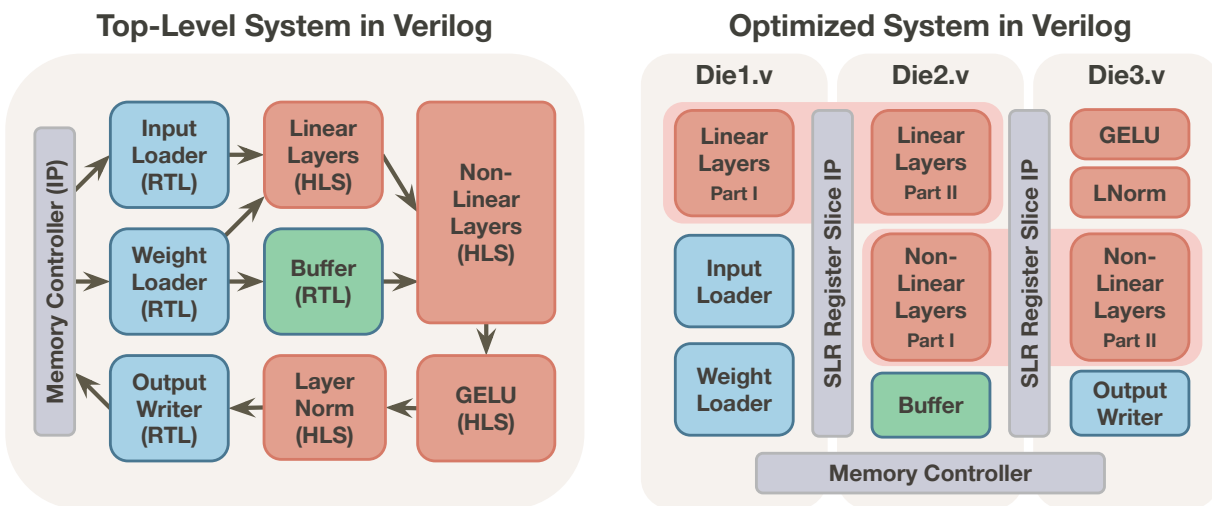 Top-Level System in Verilog
Memory Controller (IP)
Input
Loader
(RTL)
Linear
Layers
(HLS)
Non-
Linear
Layers
(HLS)
Weight
Loader
(RTL)
Buffer
(RTL)
Output
Writer
(RTL)
Layer
Norm
(HLS)
GELU
(HLS)
Optimized System in Verilog
Die1.v
Die2.v
Die3.v
Linear
Layers
Part I
Input
Loader
Weight
Loader
SLR Register Slice IP
Linear
Layers
Part II
Non-
Linear
Layers
Part I
Buffer
SLR Register Slice IP
GELU
LNorm
Non-
Linear
Layers
Part II
Output
Writer
Memory Controller